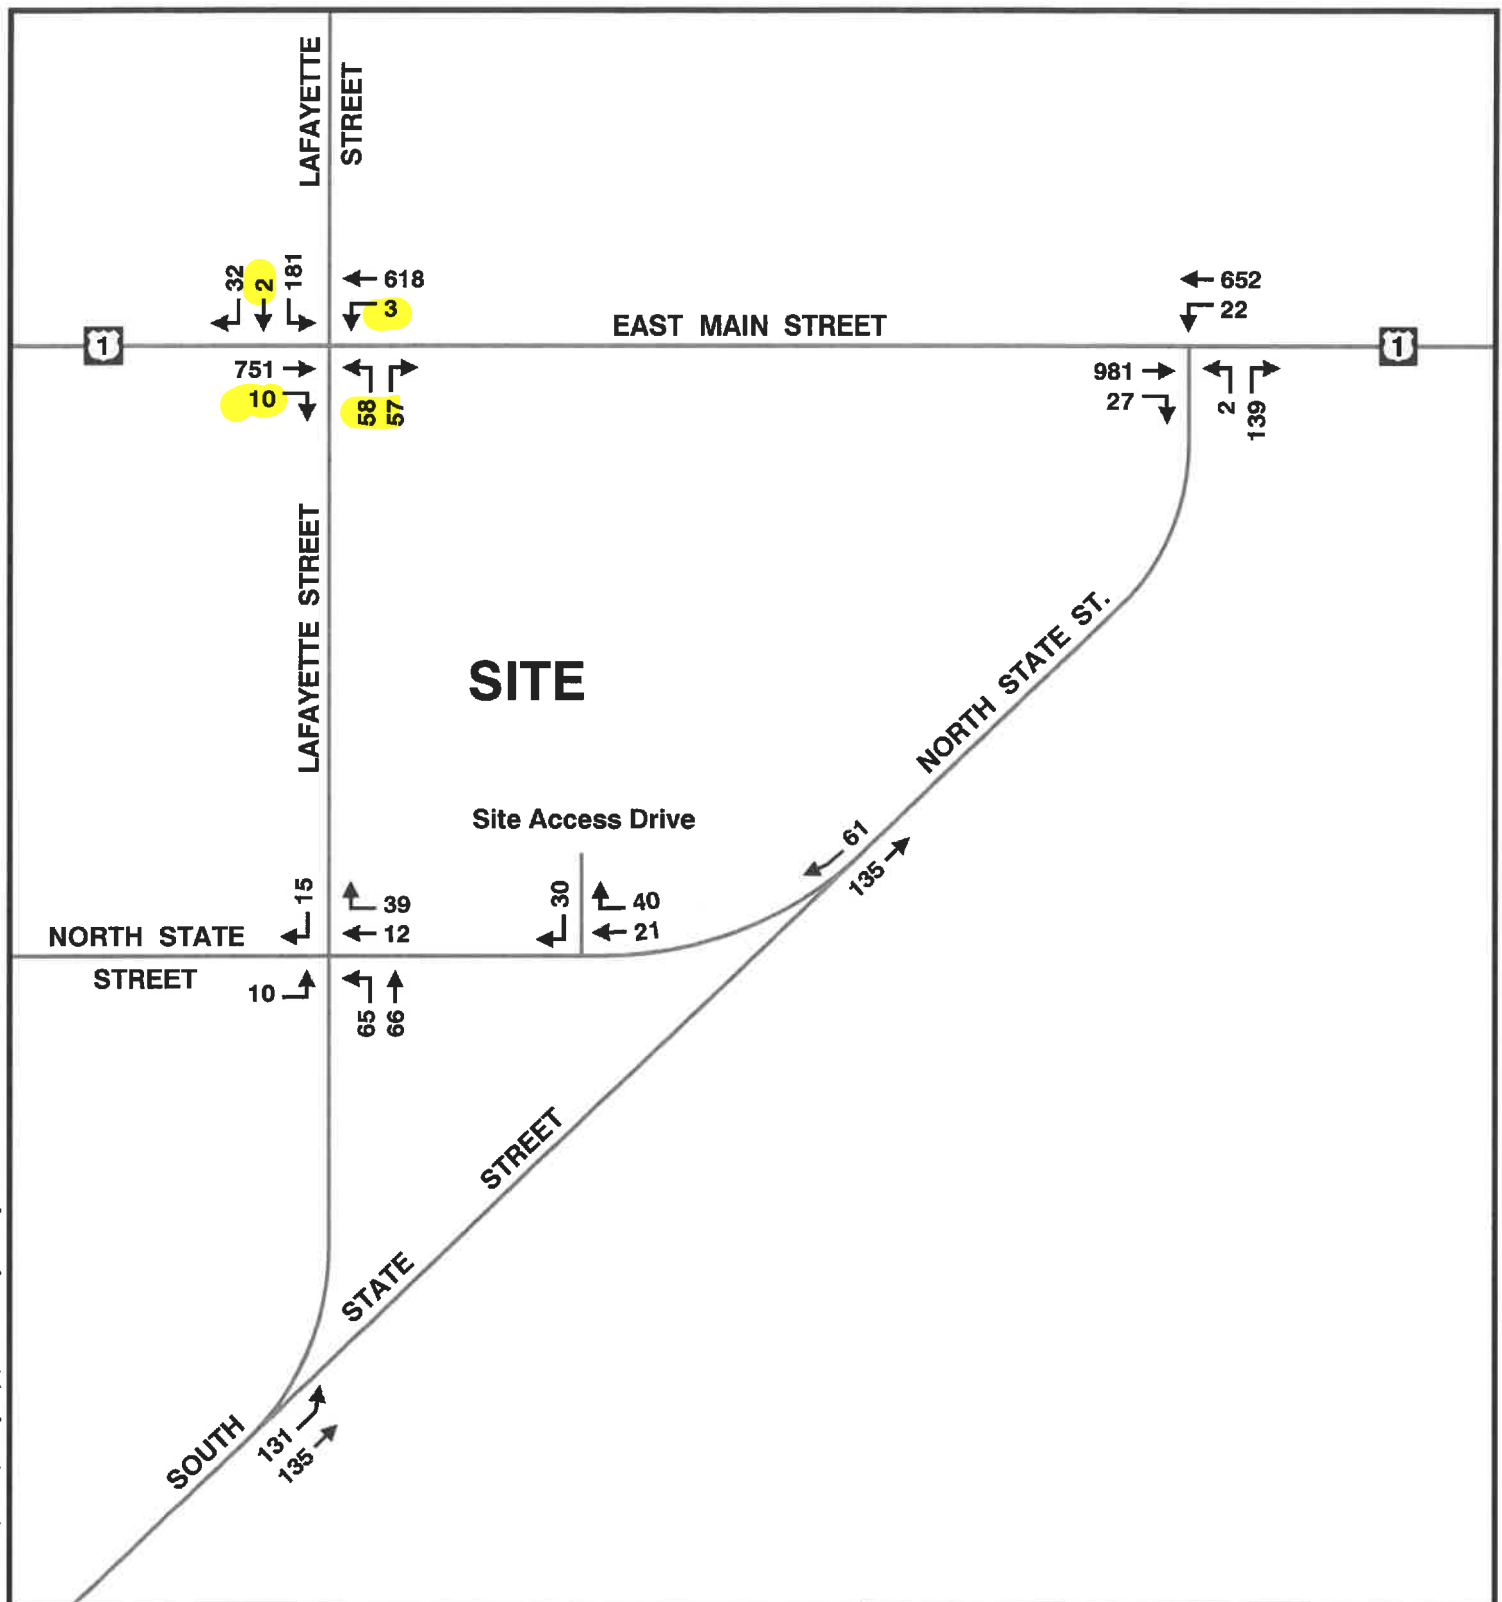 LAFAYETTE
STREET
32
2
181
618
3
652
22
EAST MAIN STREET
1
1
751
10
58
57
981
27
2
139
LAFAYETTE STREET
SITE
NORTH STATE ST.
Site Access Drive
61
135
15
39
12
30
40
21
NORTH STATE
STREET
10
65
66
STREET
STATE
SOUTH
131
135